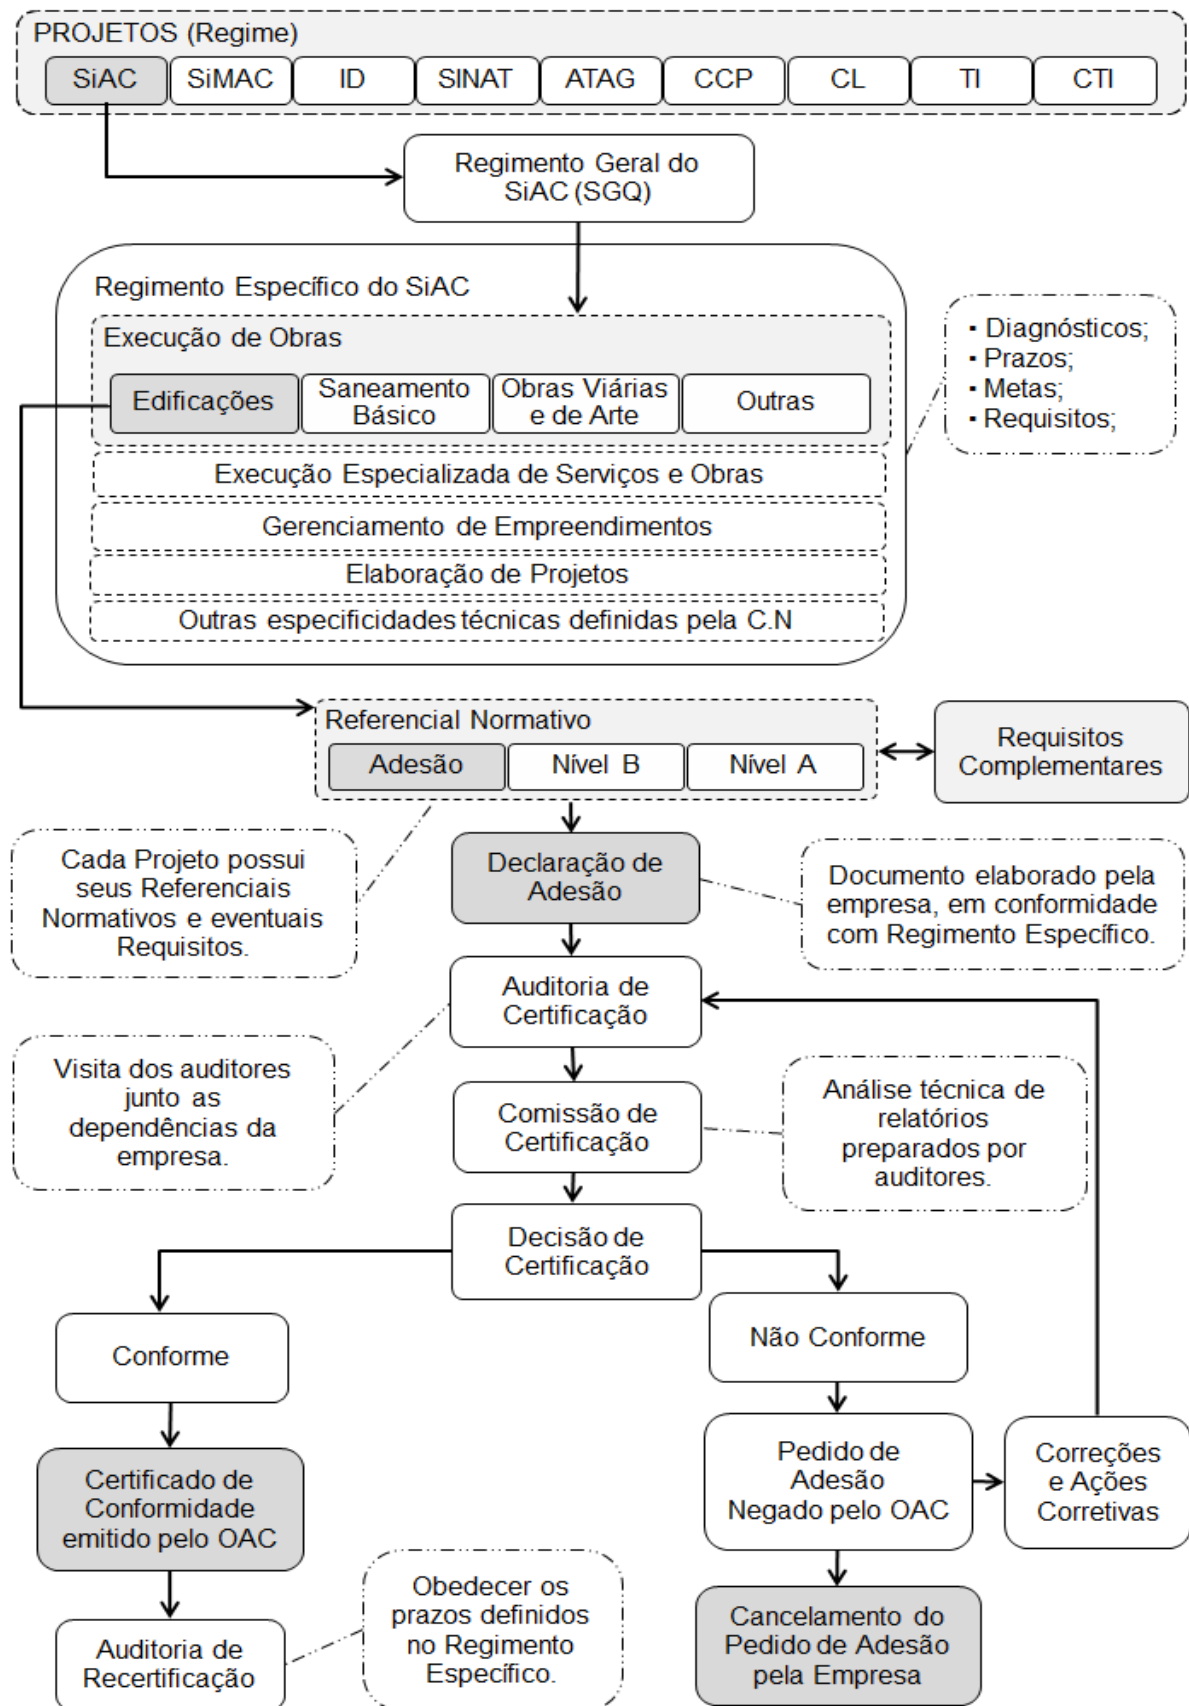 PROJETOS (Regime)
SiAC
SiMAC
ID
SINAT
ATAG
CCP
CL
TI
CTI
Regimento Geral do
SiAC (SGQ)
Regimento Específico do SiAC
Execução de Obras
Edificações
Saneamento
Básico
Obras Viárias
e de Arte
Outras
Execução Especializada de Serviços e Obras
Gerenciamento de Empreendimentos
Elaboração de Projetos
Outras especificidades técnicas definidas pela C.N
▪ Diagnósticos;
▪ Prazos;
▪ Metas;
▪ Requisitos;
Referencial Normativo
Adesão
Nível B
Nível A
Requisitos
Complementares
Cada Projeto possui
seus Referenciais
Normativos e eventuais
Requisitos.
Declaração de
Adesão
Documento elaborado pela
empresa, em conformidade
com Regimento Específico.
Auditoria de
Certificação
Visita dos auditores
junto as
dependências da
empresa.
Comissão de
Certificação
Análise técnica de
relatórios
preparados por
auditores.
Decisão de
Certificação
Conforme
Não Conforme
Certificado de
Conformidade
emitido pelo OAC
Pedido de
Adesão
Negado pelo OAC
Correções
e Ações
Corretivas
Auditoria de
Recertificação
Obedecer os
prazos definidos
no Regimento
Específico.
Cancelamento do
Pedido de Adesão
pela Empresa